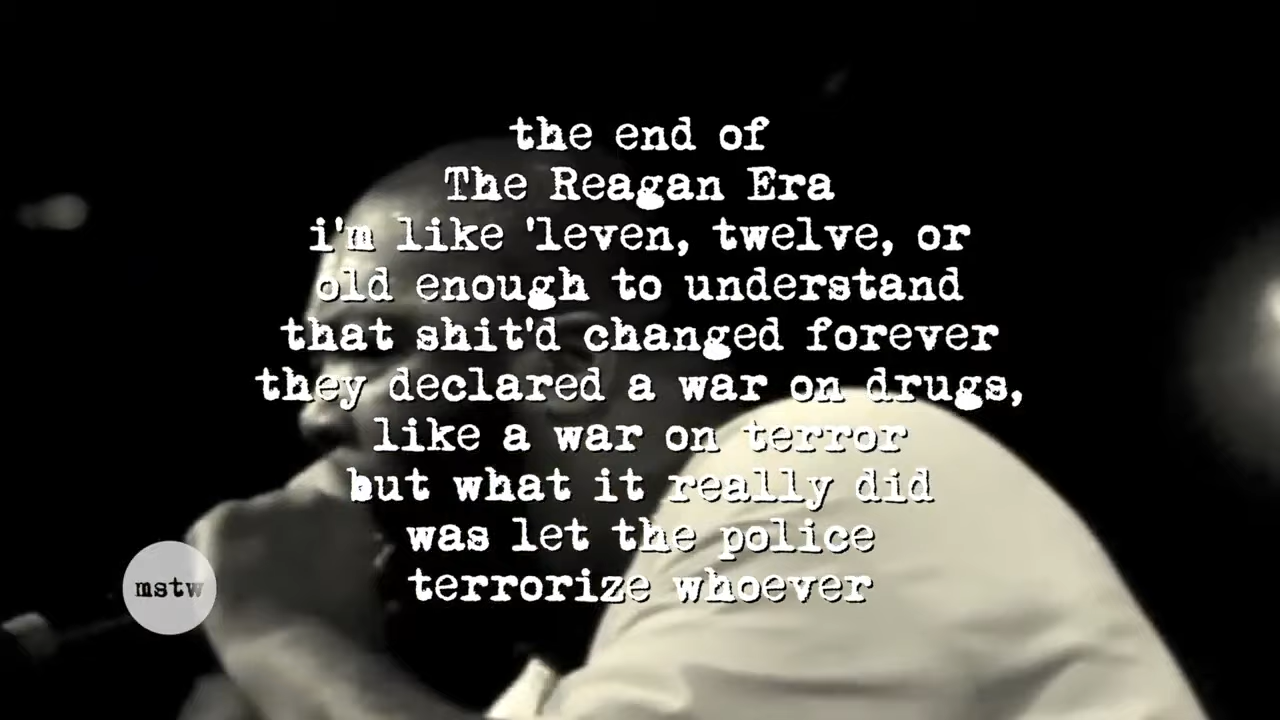 the end of
The Reagan Era
i'm like 'leven, twelve, or
old enough to understand
that shit'd changed forever
they declared a war on drugs,
like a war on terror
but what it really did
was let the police
terrorize whoever
mstw